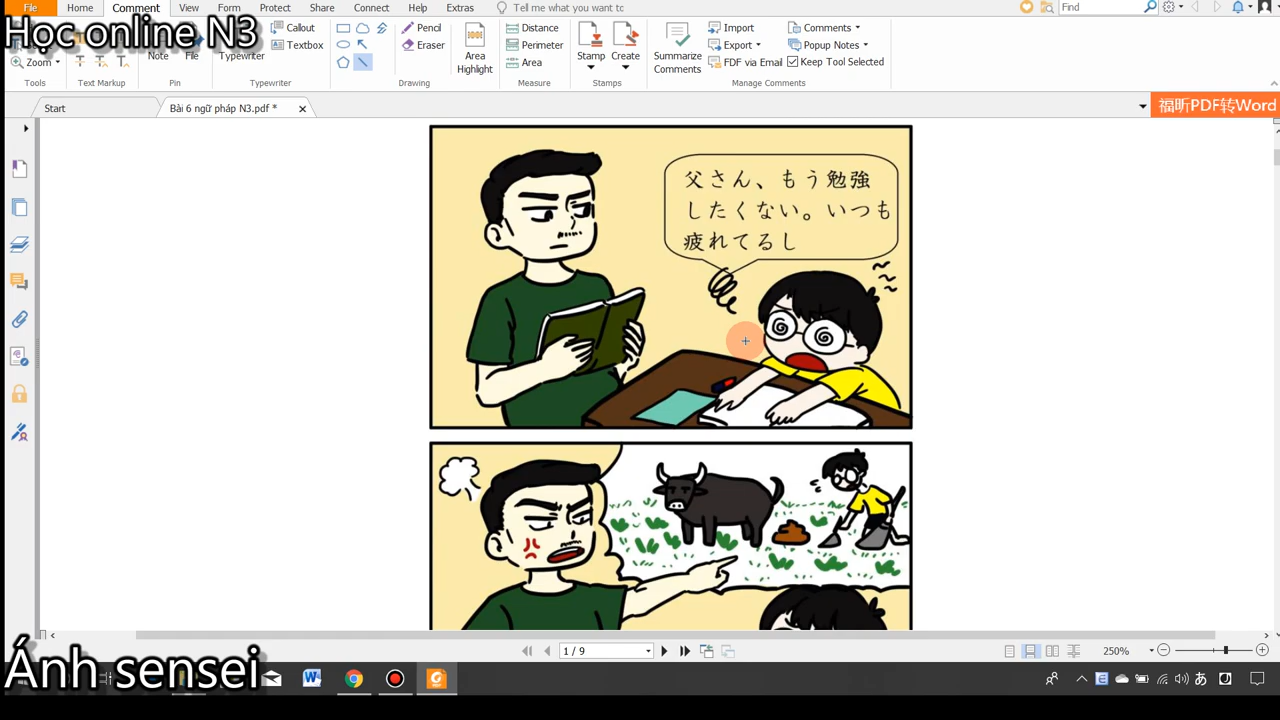 File Home Comment View Form Protect Share Connect Help Extras Tell me what you want tc Find
Học online N3
Callout
Textbox
Pencil
Eraser
Distance
Perimeter
Area
Import
Export
FDF via Email
Comments
Popup Notes
Keep Tool Selected
Zoom
Note
File
Typewriter
Area
Highlight
Stamp
Create
Summarize
Comments
Tools Text Markup Pin Typewriter Drawing Measure Stamps Manage Comments
Start
Bài 6 ngữ pháp N3.pdf *
福昕PDF转Word
父さん、もう勉強
したくない。いつも
疲れてるし
1 / 9
250%
Ánh sensei
あ